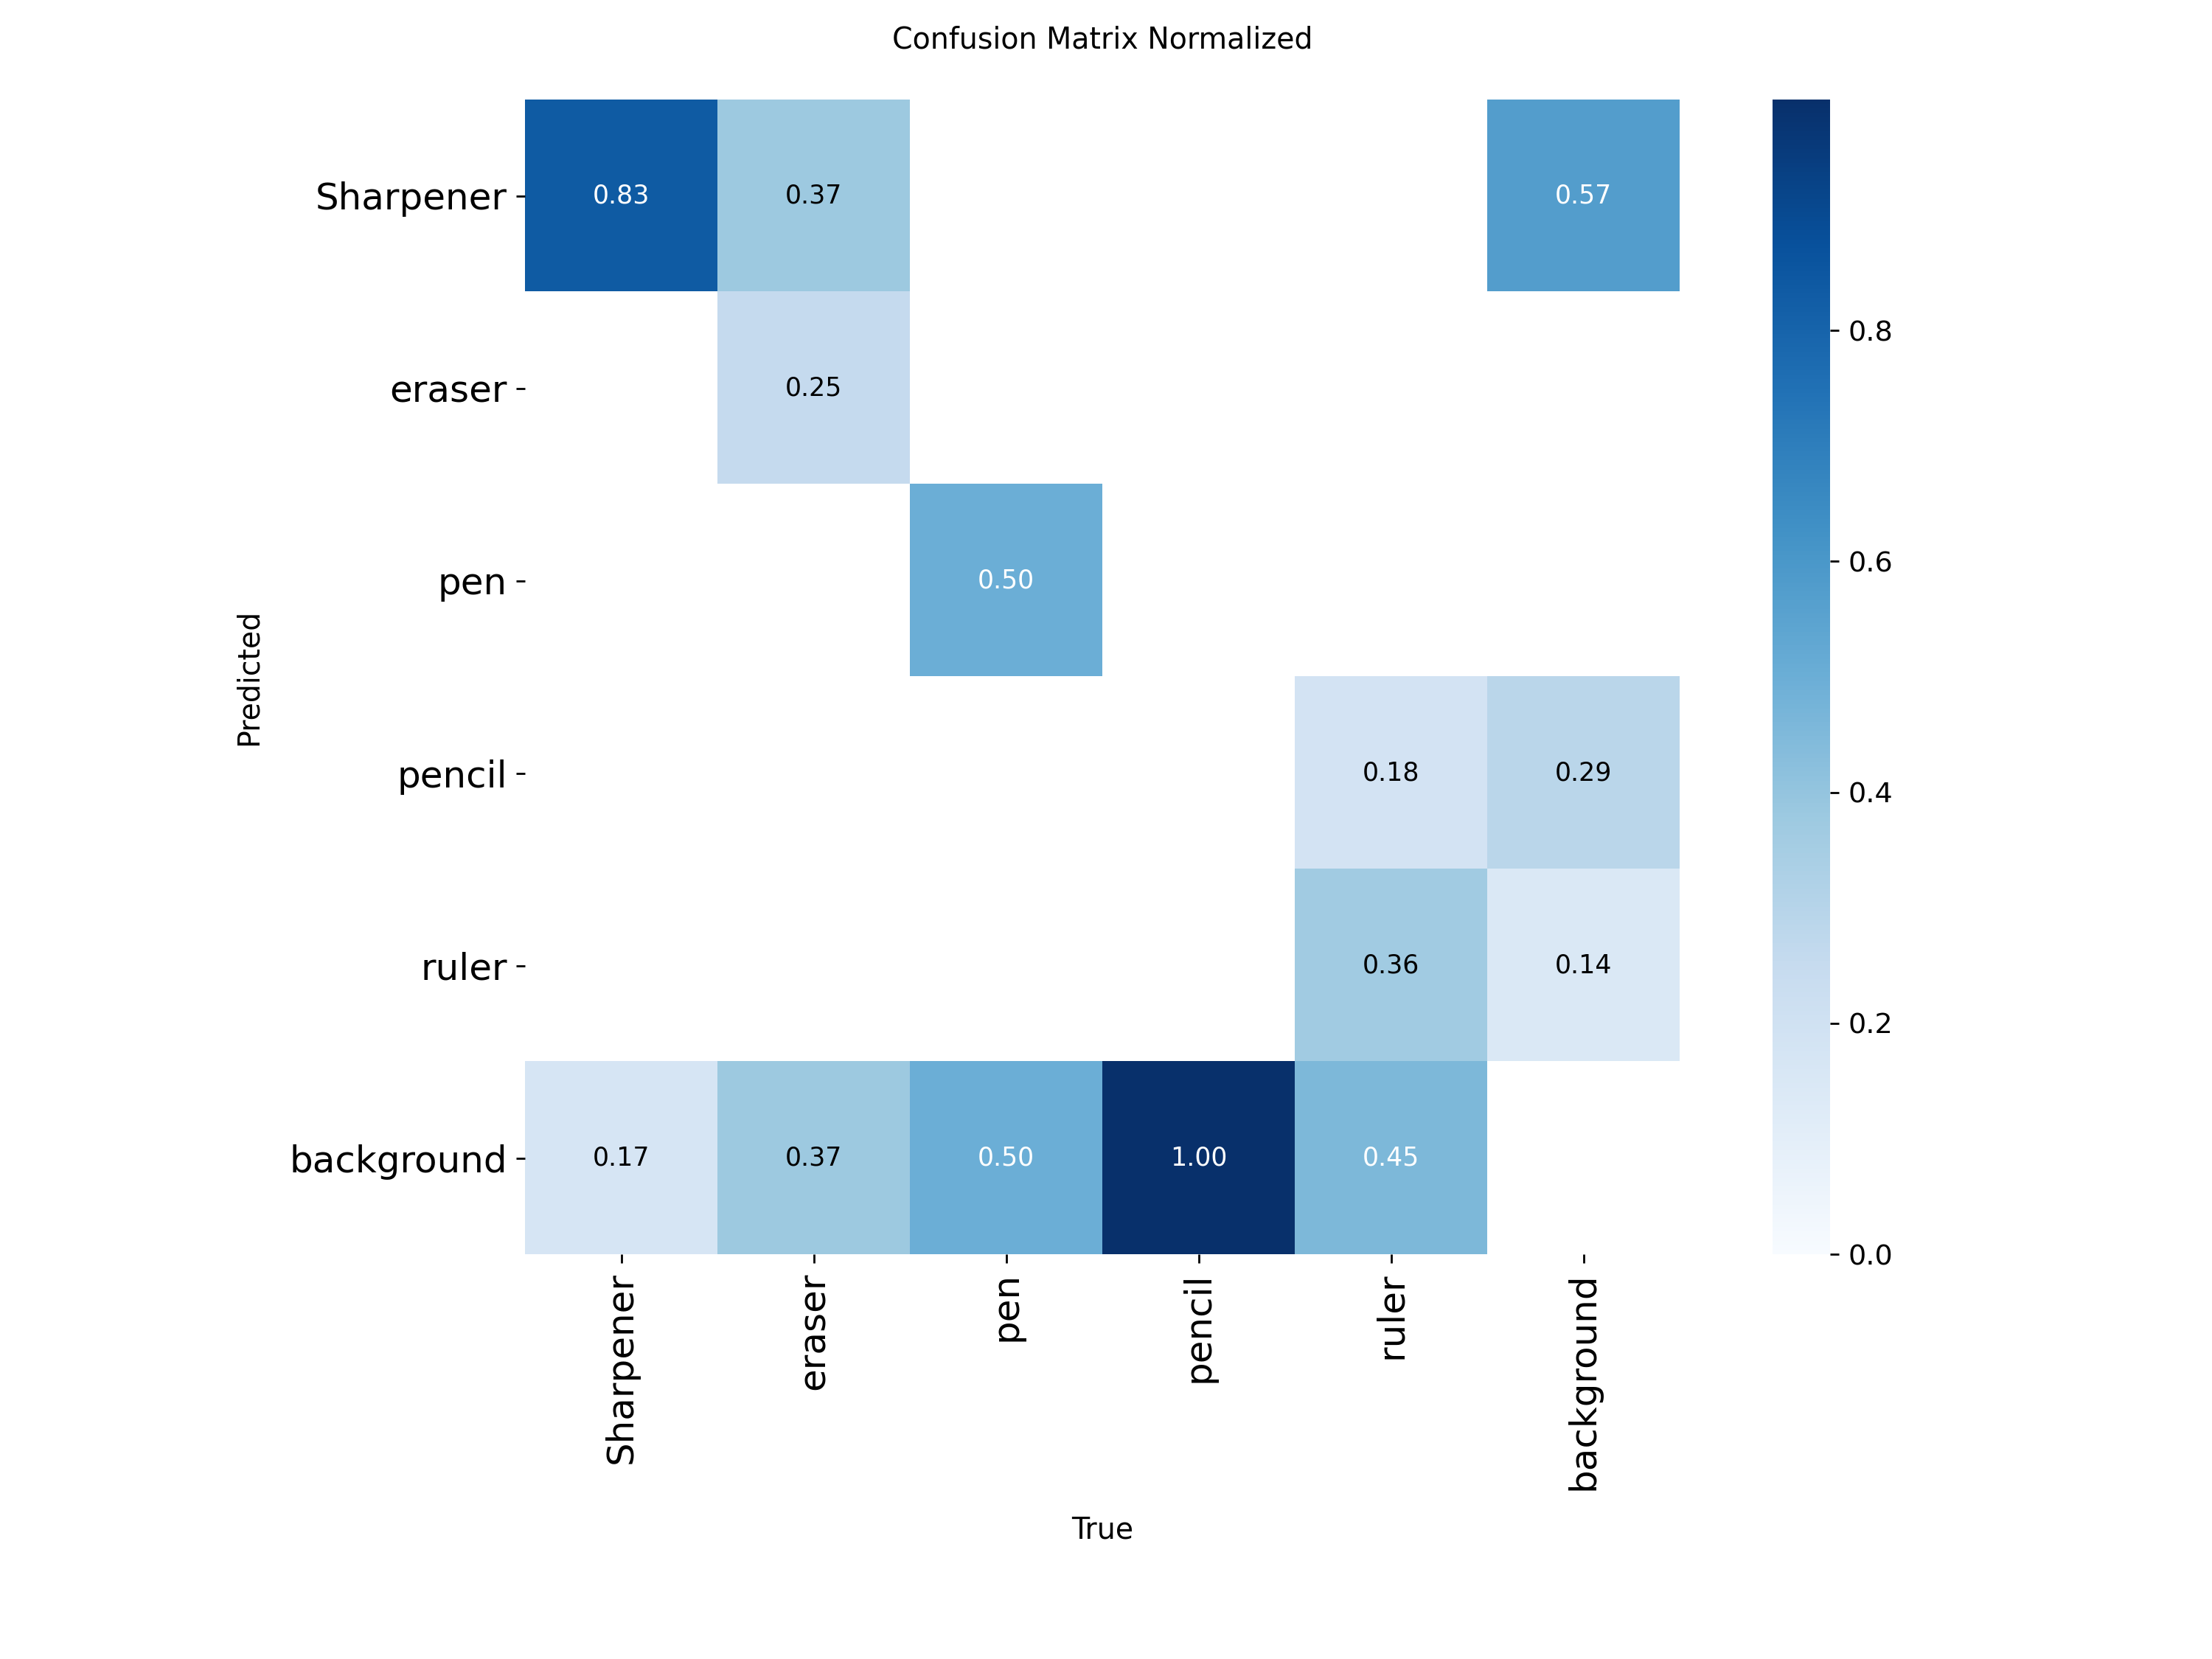 Confusion Matrix Normalized
Sharpener
0.83
0.37
0.57
0.8
eraser
0.25
0.6
pen
0.50
Predicted
pencil
0.18
0.29
0.4
ruler
0.36
0.14
0.2
background
0.17
0.37
0.50
1.00
0.45
0.0
Sharpener
eraser
pen
pencil
ruler
background
True